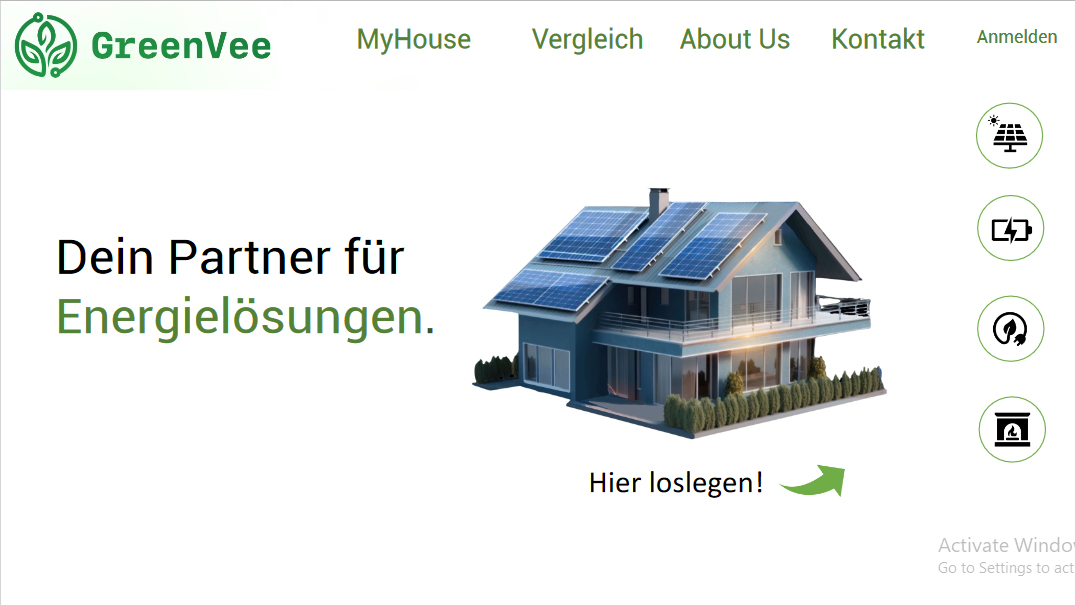 GreenVee
MyHouse
Vergleich
About Us
Kontakt
Anmelden
Dein Partner für
Energielösungen.
Hier loslegen!
Activate Windo
Go to Settings to act